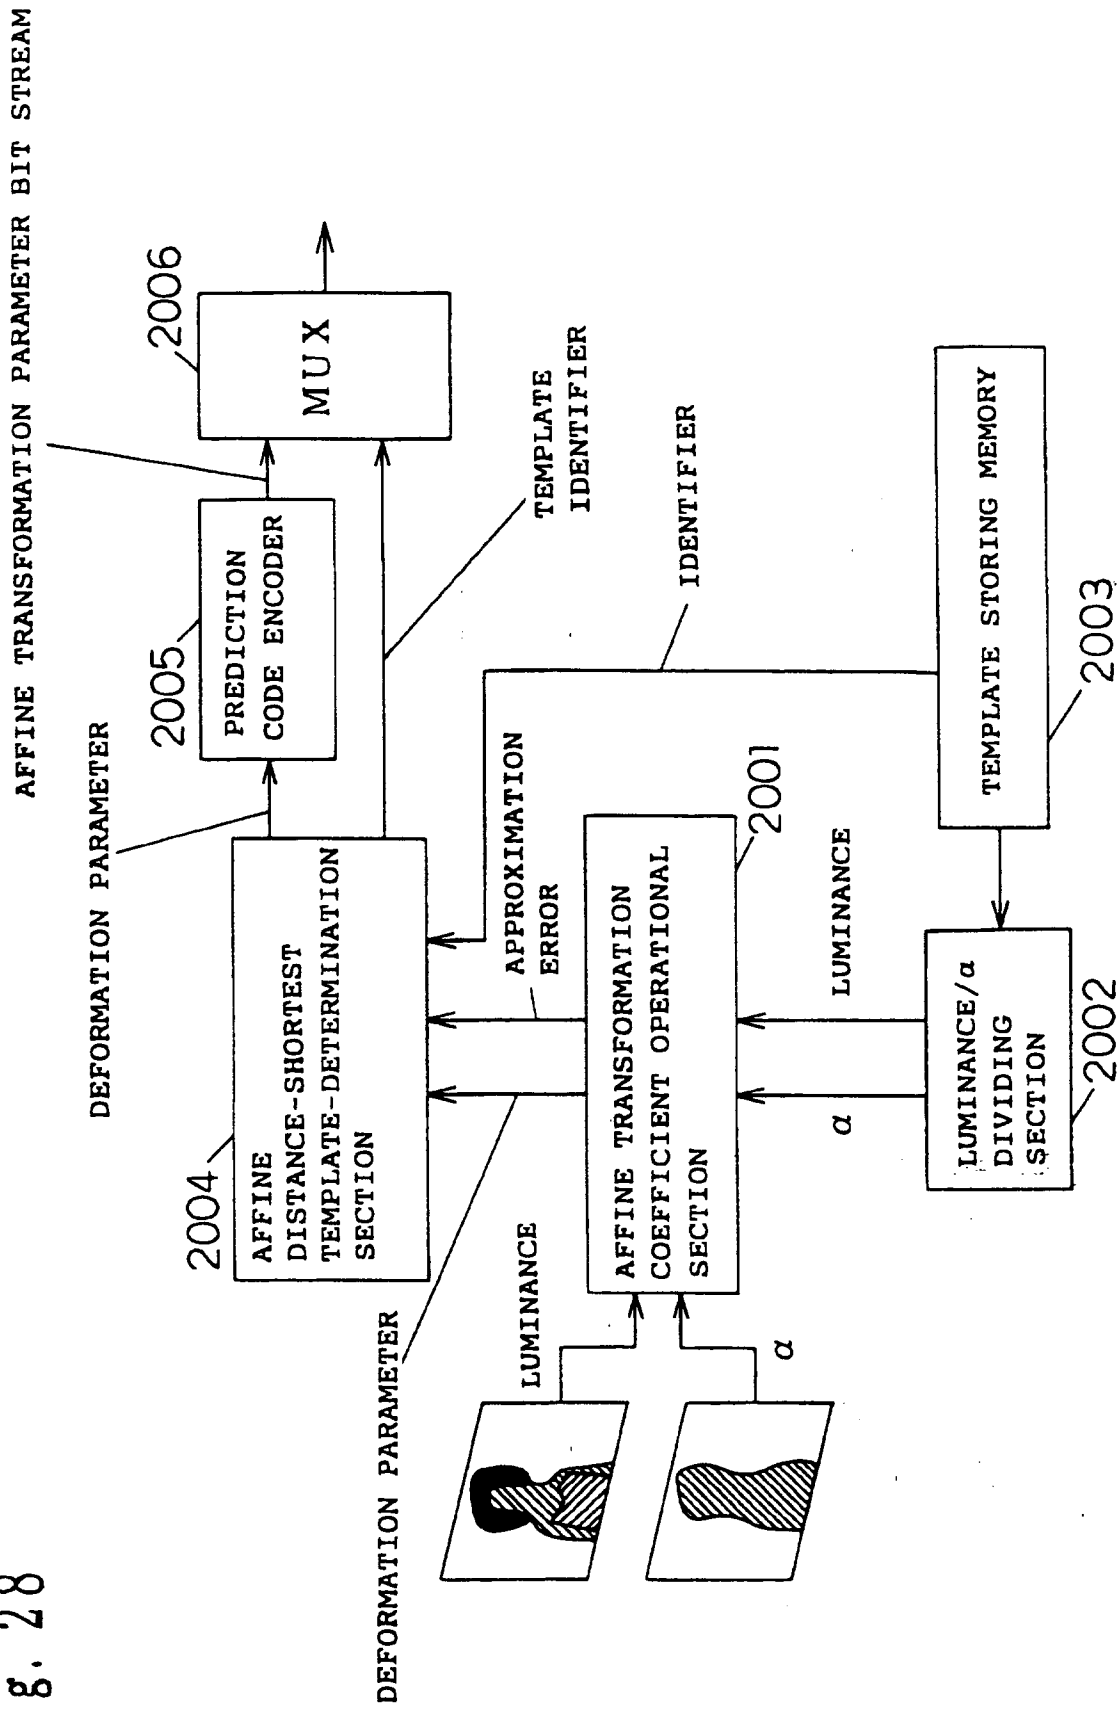 g. 28
AFFINE TRANSFORMATION PARAMETER BIT STREAM
DEFORMATION PARAMETER
2004
AFFINE
DISTANCE-SHORTEST
TEMPLATE-DETERMINATION
SECTION
2005
PREDICTION
CODE ENCODER
2006
MUX
TEMPLATE
IDENTIFIER
DEFORMATION PARAMETER
APPROXIMATION
ERROR
IDENTIFIER
LUMINANCE
α
AFFINE TRANSFORMATION
COEFFICIENT OPERATIONAL
SECTION
2001
α
LUMINANCE
LUMINANCE/α
DIVIDING
SECTION
2002
TEMPLATE STORING MEMORY
2003